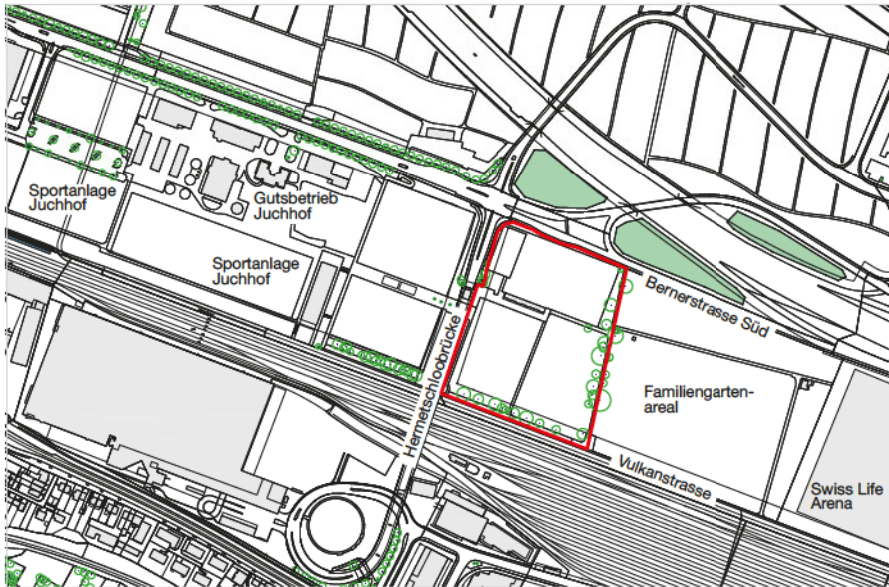 Sportanlage
Juchhof
Gutsbetrieb
Juchhof
Sportanlage
Juchhof
Hermetschloobrücke
Bernerstrasse Süd
Familiengarten-
areal
Vulkanstrasse
Swiss Life
Arena